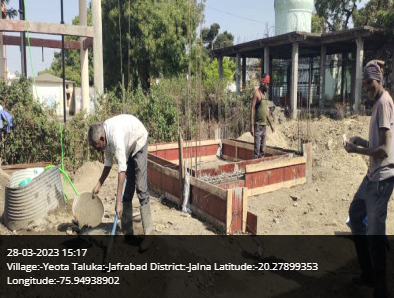 28-03-2023 15:17
Village:-Yeota Taluka:-Jafrabad District:-Jalna Latitude:-20.27899353
Longitude:-75.94938902